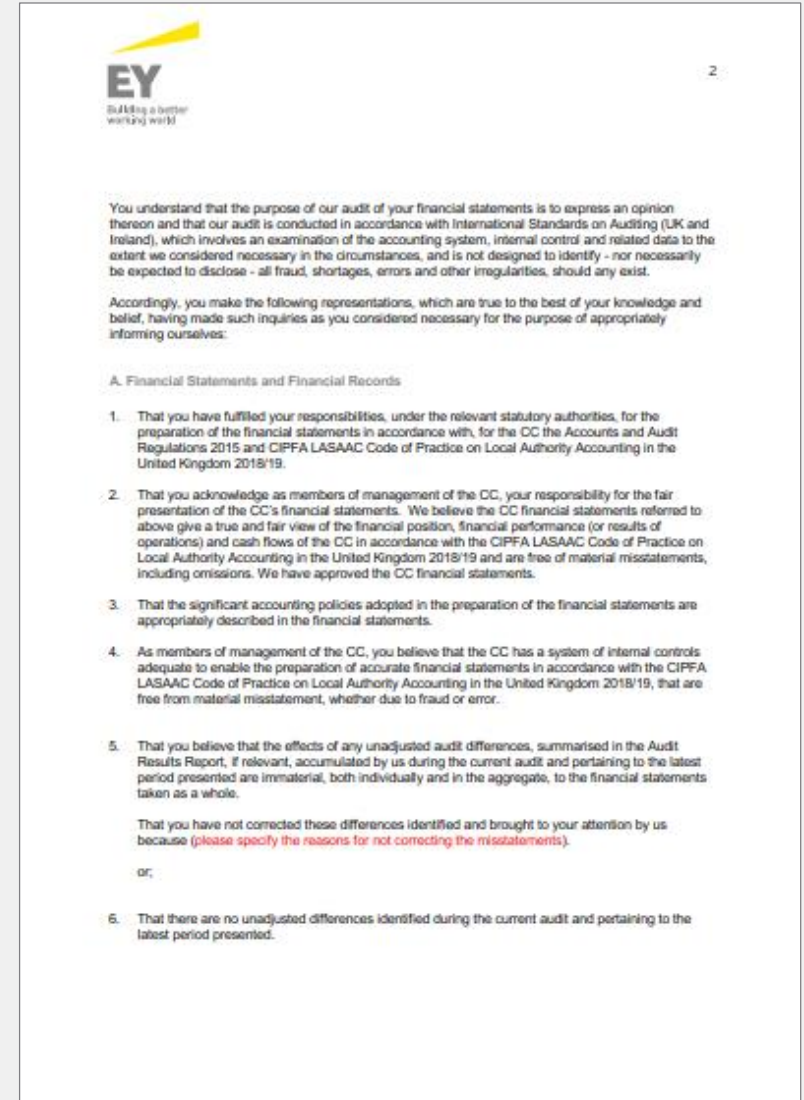 EY
Building a better
working world
2
You understand that the purpose of our audit of your financial statements is to express an opinion
thereon and that our audit is conducted in accordance with International Standards on Auditing (UK and
Ireland), which involves an examination of the accounting system, internal control and related data to the
extent we considered necessary in the circumstances, and is not designed to identify - nor necessarily
be expected to disclose - all fraud, shortages, errors and other irregularities, should any exist.
Accordingly, you make the following representations, which are true to the best of your knowledge and
belief, having made such inquiries as you considered necessary for the purpose of appropriately
informing ourselves:
A. Financial Statements and Financial Records
1. That you have fulfilled your responsibilities, under the relevant statutory authorities, for the
preparation of the financial statements in accordance with, for the CC the Accounts and Audit
Regulations 2015 and CIPFA LASAAC Code of Practice on Local Authority Accounting in the
United Kingdom 2018/19.
2. That you acknowledge as members of management of the CC, your responsibility for the fair
presentation of the CC's financial statements. We believe the CC financial statements referred to
above give a true and fair view of the financial position, financial performance (or results of
operations) and cash flows of the CC in accordance with the CIPFA LASAAC Code of Practice on
Local Authority Accounting in the United Kingdom 2018/19 and are free of material misstatements,
including omissions. We have approved the CC financial statements.
3. That the significant accounting policies adopted in the preparation of the financial statements are
appropriately described in the financial statements.
4. As members of management of the CC, you believe that the CC has a system of internal controls
adequate to enable the preparation of accurate financial statements in accordance with the CIPFA
LASAAC Code of Practice on Local Authority Accounting in the United Kingdom 2018/19, that are
free from material misstatement, whether due to fraud or error.
5. That you believe that the effects of any unadjusted audit differences, summarised in the Audit
Results Report, if relevant, accumulated by us during the current audit and pertaining to the latest
period presented are immaterial, both individually and in the aggregate, to the financial statements
taken as a whole.
That you have not corrected these differences identified and brought to your attention by us
because (please specify the reasons for not correcting the misstatements).
or;
6. That there are no unadjusted differences identified during the current audit and pertaining to the
latest period presented.